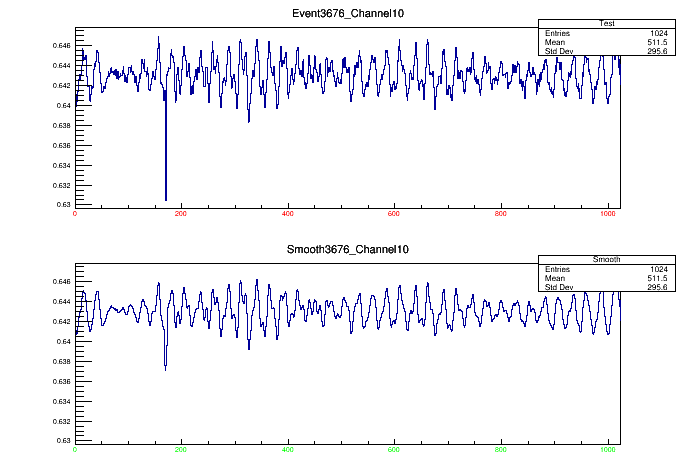 Event3676_Channel10
Test
Entries 1024
Mean 511.5
Std Dev 295.6
0.646
0.644
0.642
0.64
0.638
0.636
0.634
0.632
0.63
0 200 400 600 800 1000
Smooth3676_Channel10
Smooth
Entries 1024
Mean 511.5
Std Dev 295.6
0.646
0.644
0.642
0.64
0.638
0.636
0.634
0.632
0.63
0 200 400 600 800 1000